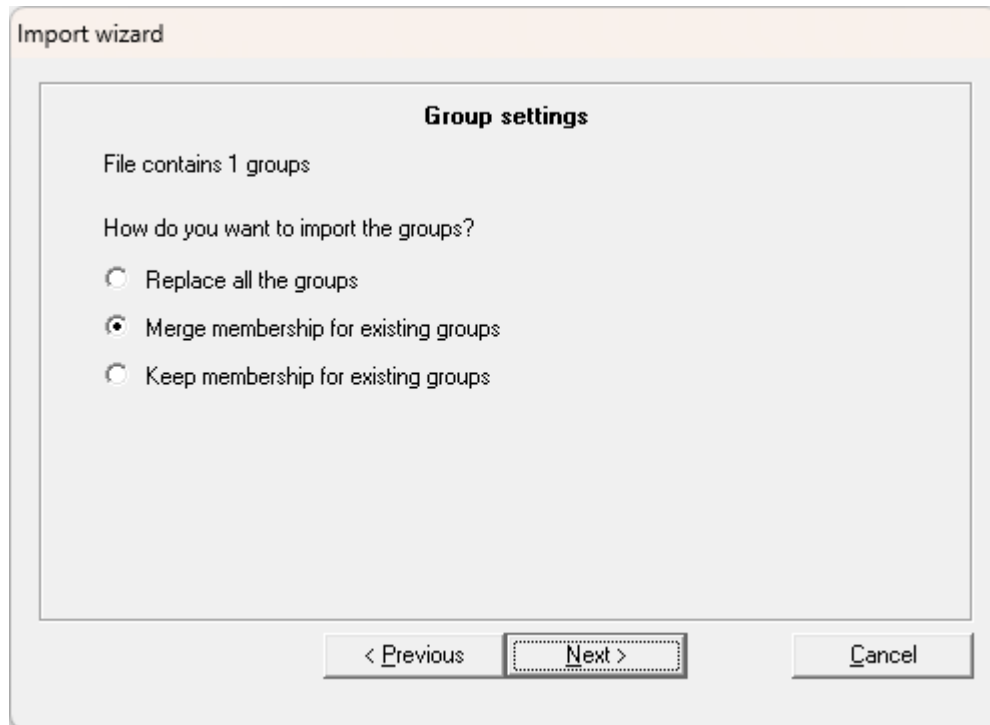 Import wizard
Group settings
File contains 1 groups
How do you want to import the groups?
Replace all the groups
Merge membership for existing groups
Keep membership for existing groups
< Previous Next > Cancel